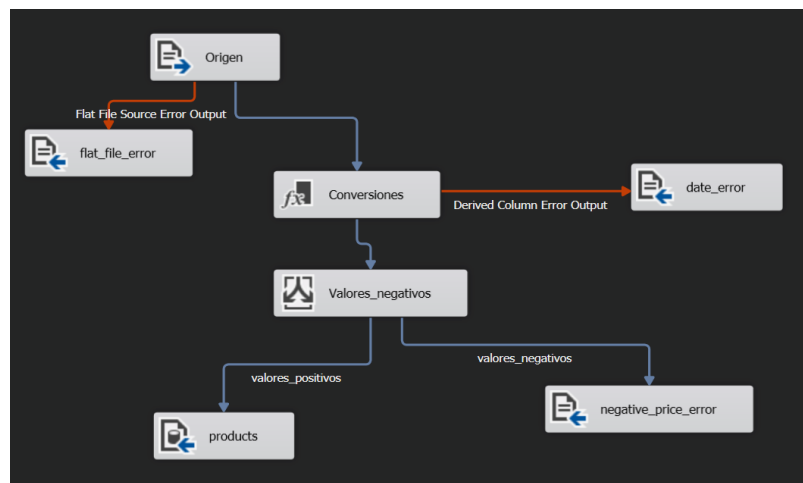 Origen
Flat File Source Error Output
flat_file_error
Conversiones
Derived Column Error Output
date_error
Valores_negativos
valores_positivos
valores_negativos
products
negative_price_error